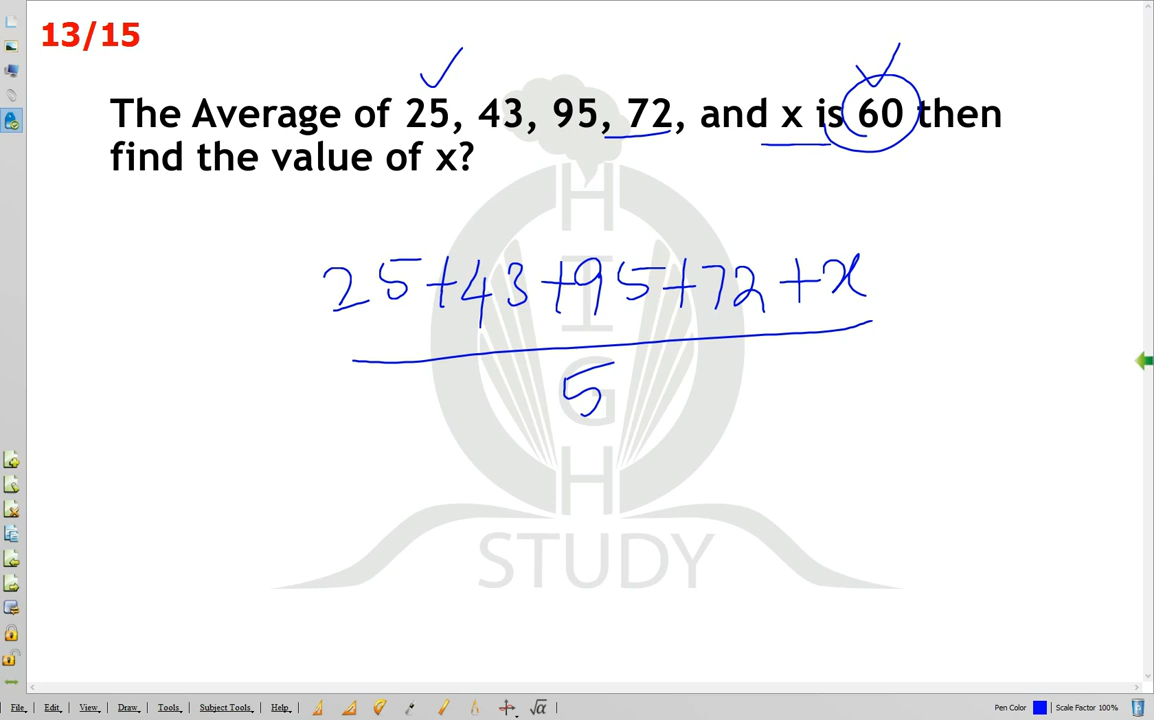 13/15
The Average of 25, 43, 95, 72, and x is 60 then
find the value of x?
25+43+95+72+x
5
HIGH
STUDY
File Edit View Draw Tools Subject Tools Help √α Pen Color Scale Factor 100%